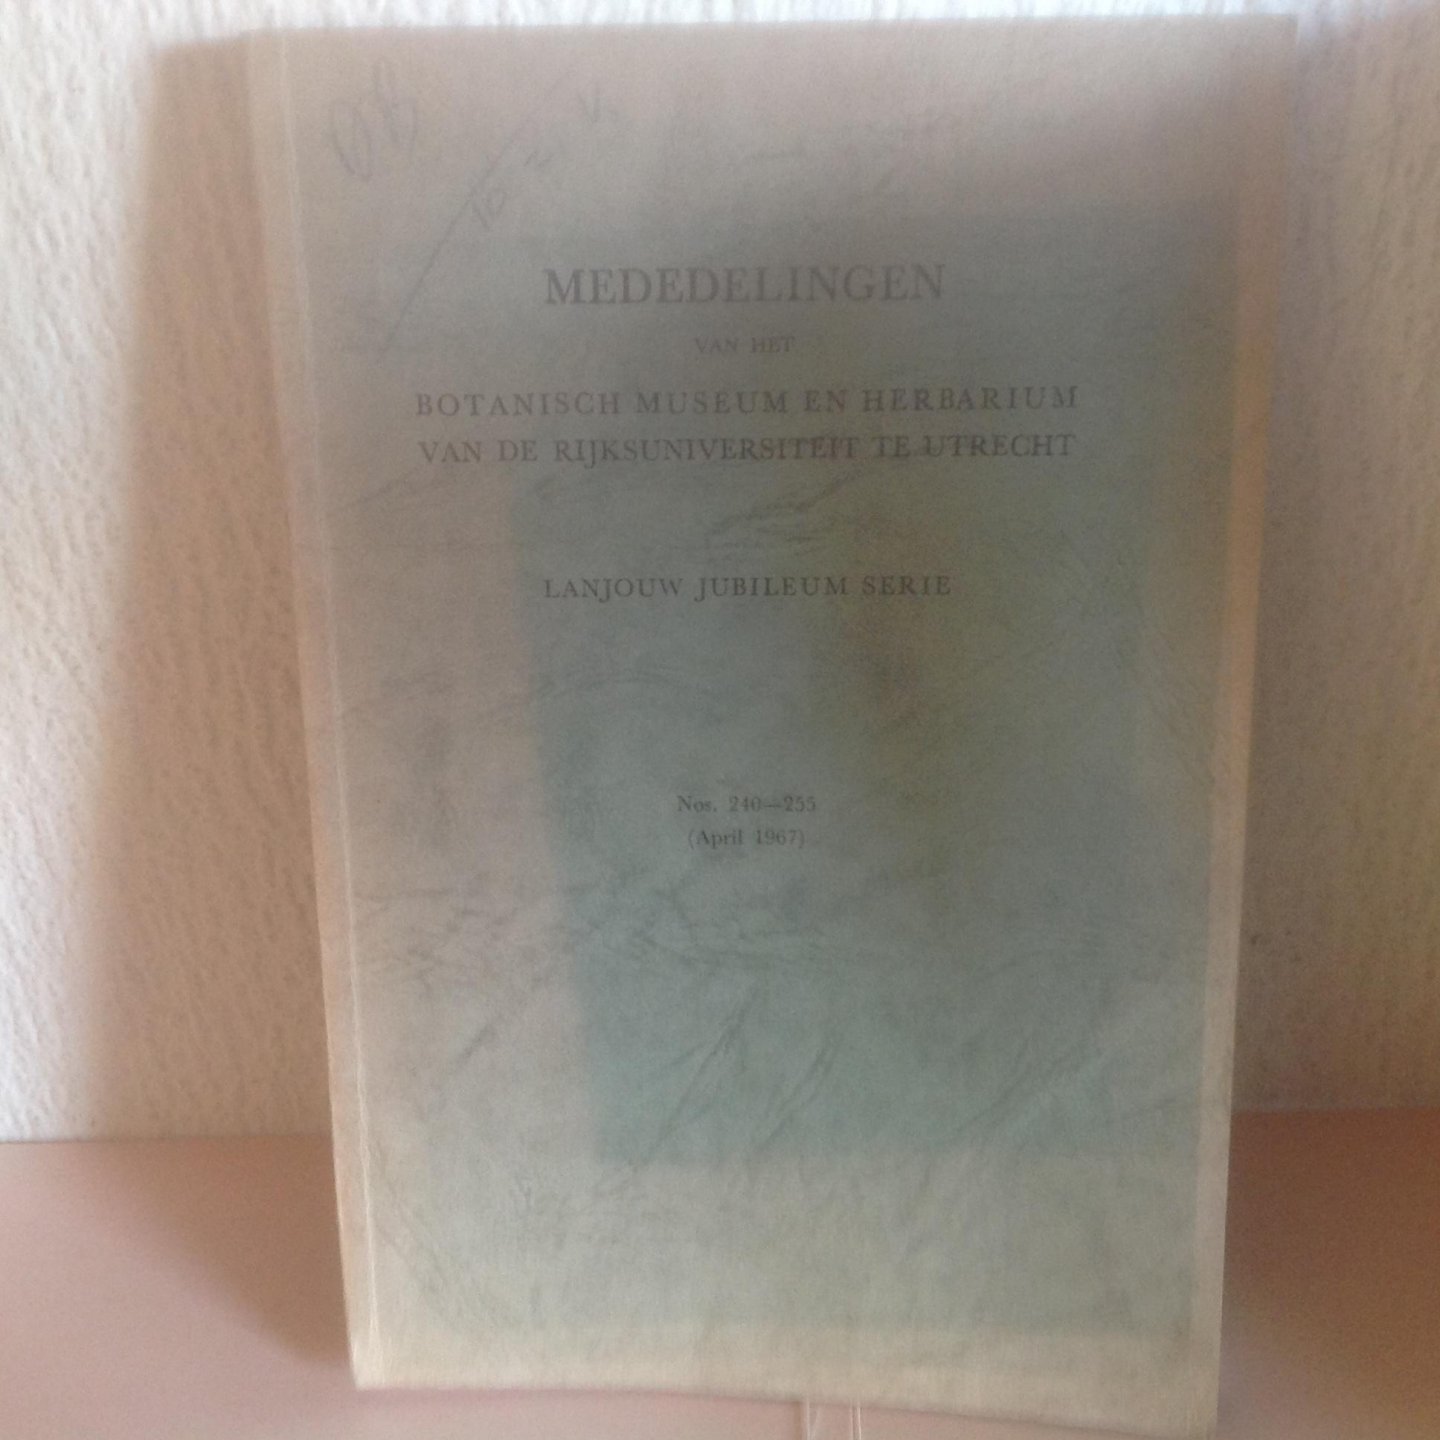 MEDEDELINGEN
VAN HET
BOTANISCH MUSEUM EN HERBARIUM
VAN DE RIJKSUNIVERSITEIT TE UTRECHT
LANJOUW JUBILEUM SERIE
Nos. 240—255
(April 1967)